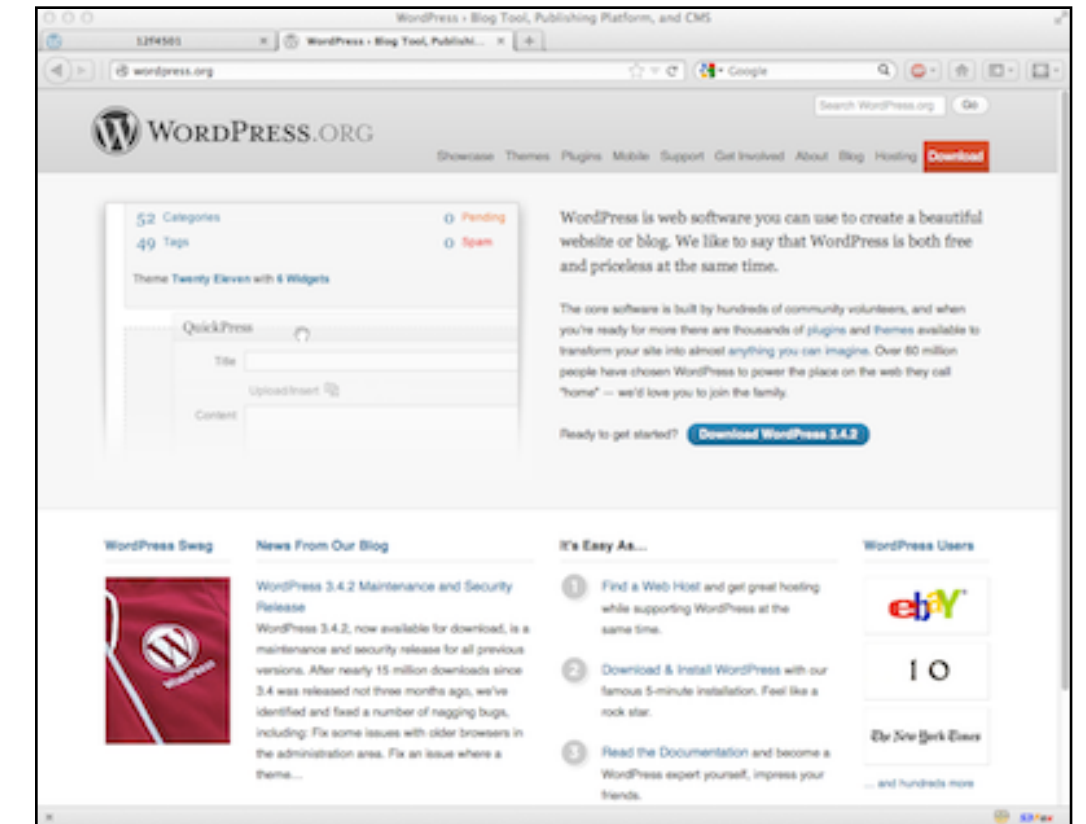 WordPress › Blog Tool, Publishing Platform, and CMS
12f4501
WordPress › Blog Tool, Publishi...
wordpress.org
Google
Search WordPress.org
Go
WORDPRESS.ORG
Showcase Themes Plugins Mobile Support Get Involved About Blog Hosting Download
52 Categories 0 Pending
49 Tags 0 Spam
Theme Twenty Eleven with 6 Widgets
QuickPress
Title
Upload/Insert
Content
WordPress is web software you can use to create a beautiful
website or blog. We like to say that WordPress is both free
and priceless at the same time.
The core software is built by hundreds of community volunteers, and when
you're ready for more there are thousands of plugins and themes available to
transform your site into almost anything you can imagine. Over 60 million
people have chosen WordPress to power the place on the web they call
"home" — we'd love you to join the family.
Ready to get started? Download WordPress 3.4.2
WordPress Swag
WordPress
News From Our Blog
WordPress 3.4.2 Maintenance and Security
Release
WordPress 3.4.2, now available for download, is a
maintenance and security release for all previous
versions. After nearly 15 million downloads since
3.4 was released not three months ago, we've
identified and fixed a number of nagging bugs,
including: Fix some issues with older browsers in
the administration area. Fix an issue where a
theme...
It's Easy As...
1 Find a Web Host and get great hosting
while supporting WordPress at the
same time.
2 Download & Install WordPress with our
famous 5-minute installation. Feel like a
rock star.
3 Read the Documentation and become a
WordPress expert yourself, impress your
friends.
WordPress Users
ebay
10
The New York Times
... and hundreds more